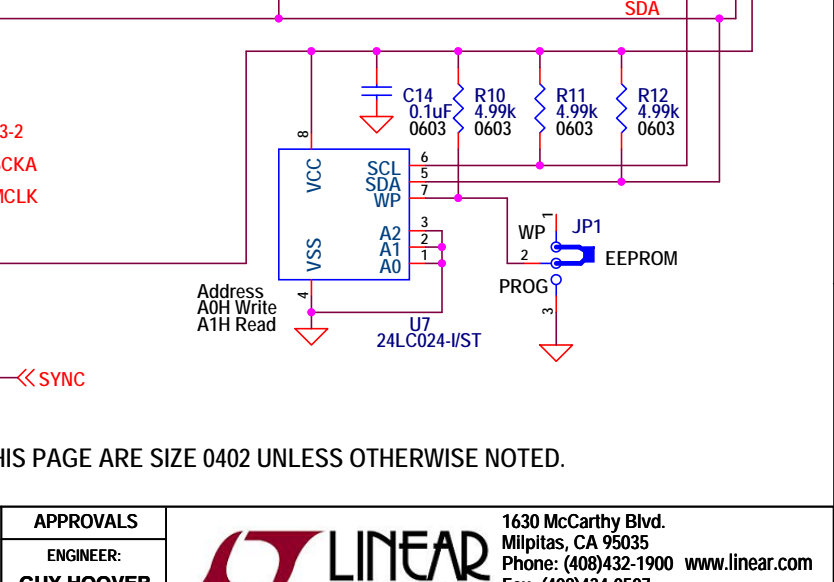 SDA
C14
0.1uF
0603
R10
4.99k
0603
R11
4.99k
0603
R12
4.99k
0603
3-2
CKA
MCLK
8
VCC
SCL
SDA
WP
6
5
7
A2
A1
A0
3
2
1
VSS
4
WP
1
JP1
2
EEPROM
PROG
3
Address
A0H Write
A1H Read
U7
24LC024-I/ST
SYNC
HIS PAGE ARE SIZE 0402 UNLESS OTHERWISE NOTED.
APPROVALS
ENGINEER:
GUY HOOVER
LINEAR
1630 McCarthy Blvd.
Milpitas, CA 95035
Phone: (408)432-1900 www.linear.com